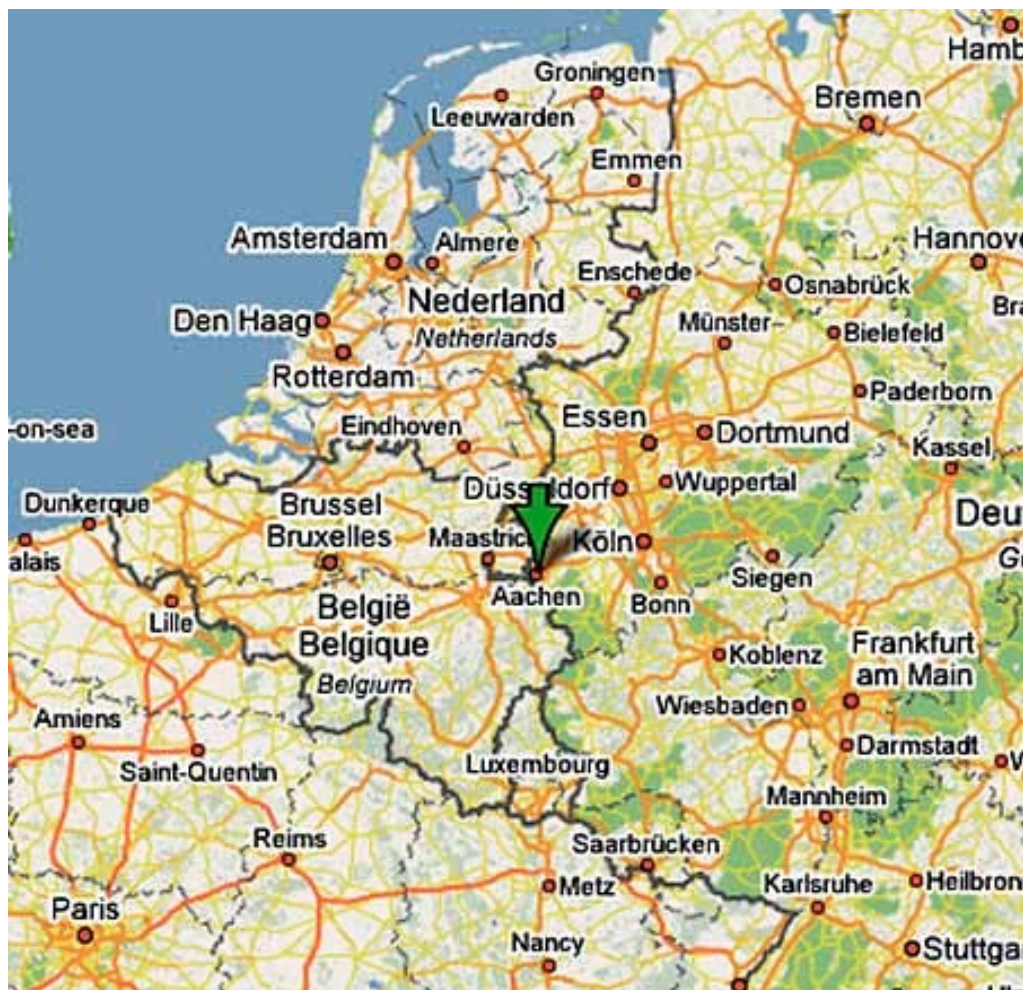 Hamb
Groningen
Leeuwarden
Bremen
Emmen
Amsterdam
Almere
Hannove
Enschede
Osnabrück
Nederland
Netherlands
Den Haag
Münster
Bielefeld
Bra
Rotterdam
Paderborn
Essen
Dortmund
-on-sea
Eindhoven
Kassel
Wuppertal
Dunkerque
Brussel
Bruxelles
Maastric
Köln
Deu
alais
Siegen
G
Aachen
Bonn
Lille
België
Belgique
Belgium
Koblenz
Frankfurt
am Main
Wiesbaden
Amiens
Darmstadt
Saint-Quentin
Luxembourg
Mannheim
Reims
Saarbrücken
Metz
Karlsruhe
Heilbron
Paris
Nancy
Stuttga